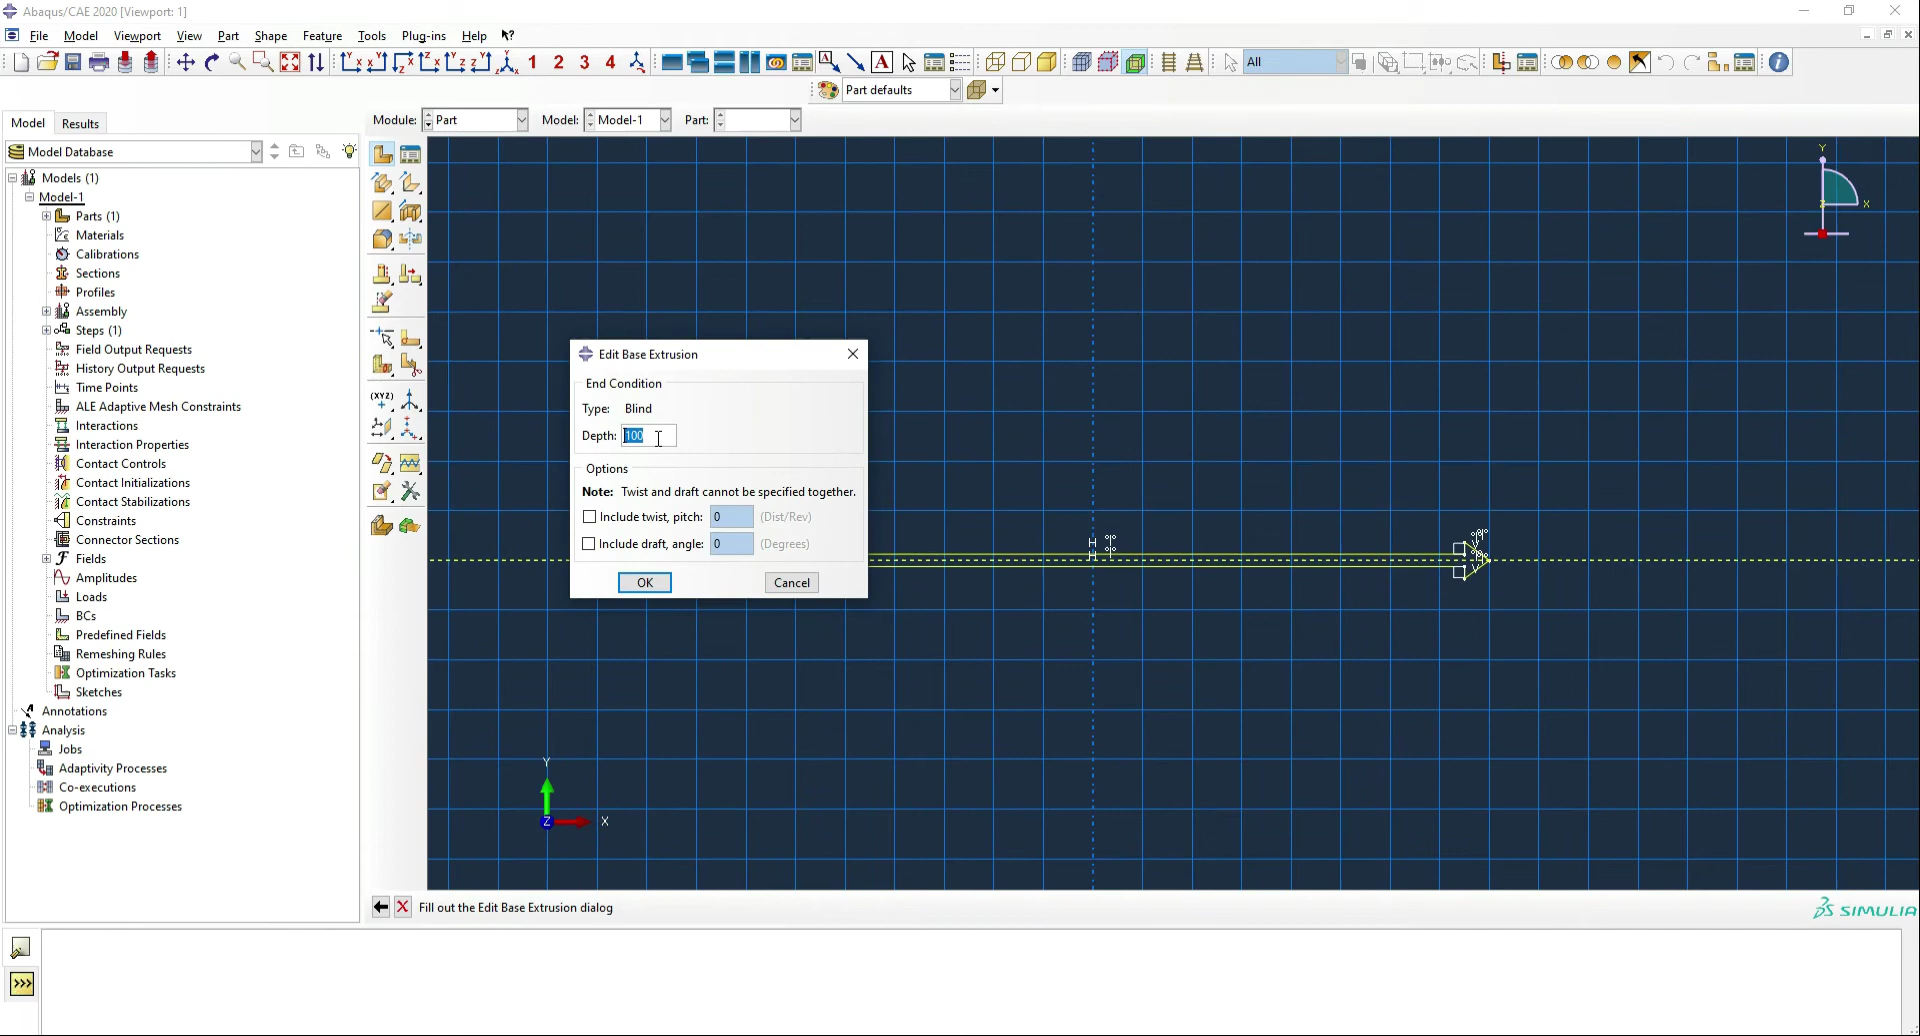 Abaqus/CAE 2020 [Viewport: 1]
File Model Viewport View Part Shape Feature Tools Plug-ins Help
1 2 3 4 A All
Part defaults
Model Results
Module: Part Model: Model-1 Part:
Model Database
Models (1)
Model-1
Parts (1)
Materials
Calibrations
Sections
Profiles
Assembly
Steps (1)
Field Output Requests
History Output Requests
Time Points
ALE Adaptive Mesh Constraints
Interactions
Interaction Properties
Contact Controls
Contact Initializations
Contact Stabilizations
Constraints
Connector Sections
Fields
Amplitudes
Loads
BCs
Predefined Fields
Remeshing Rules
Optimization Tasks
Sketches
Annotations
Analysis
Jobs
Adaptivity Processes
Co-executions
Optimization Processes
(XYZ)
Y
X
Edit Base Extrusion
End Condition
Type: Blind
Depth: 100
Options
Note: Twist and draft cannot be specified together.
Include twist, pitch: 0 (Dist/Rev)
Include draft, angle: 0 (Degrees)
OK Cancel
H
H
V
Y
Z X
Fill out the Edit Base Extrusion dialog
SIMULIA
>>>